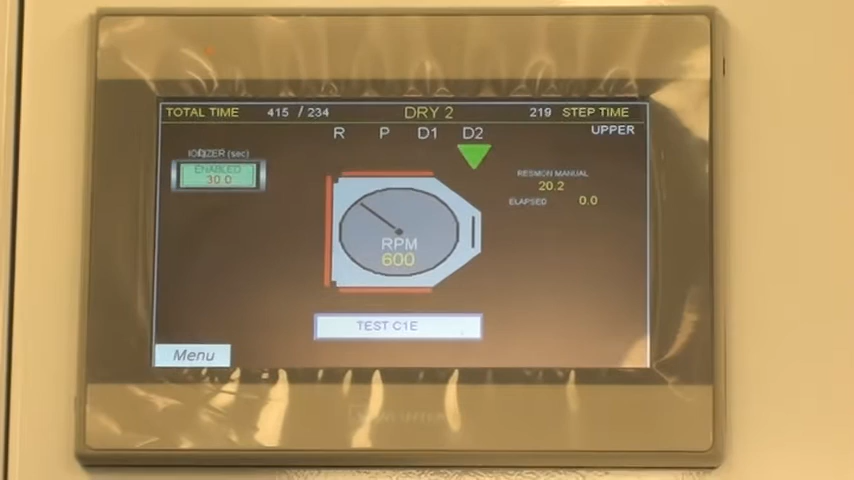 TOTAL TIME 415 / 234 DRY 2 219 STEP TIME
R P D1 D2 UPPER
(sec)
ENABLED
30.0
RESMON MANUAL
20.2
ELAPSED 0.0
RPM
600
TEST C1E
Menu